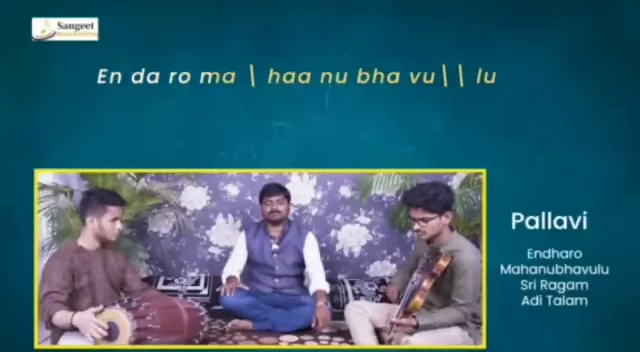 Sangeet
En da ro ma \ haa nu bha vu \ \ lu
Pallavi
Endharo
Mahanubhavulu
Sri Ragam
Adi Talam